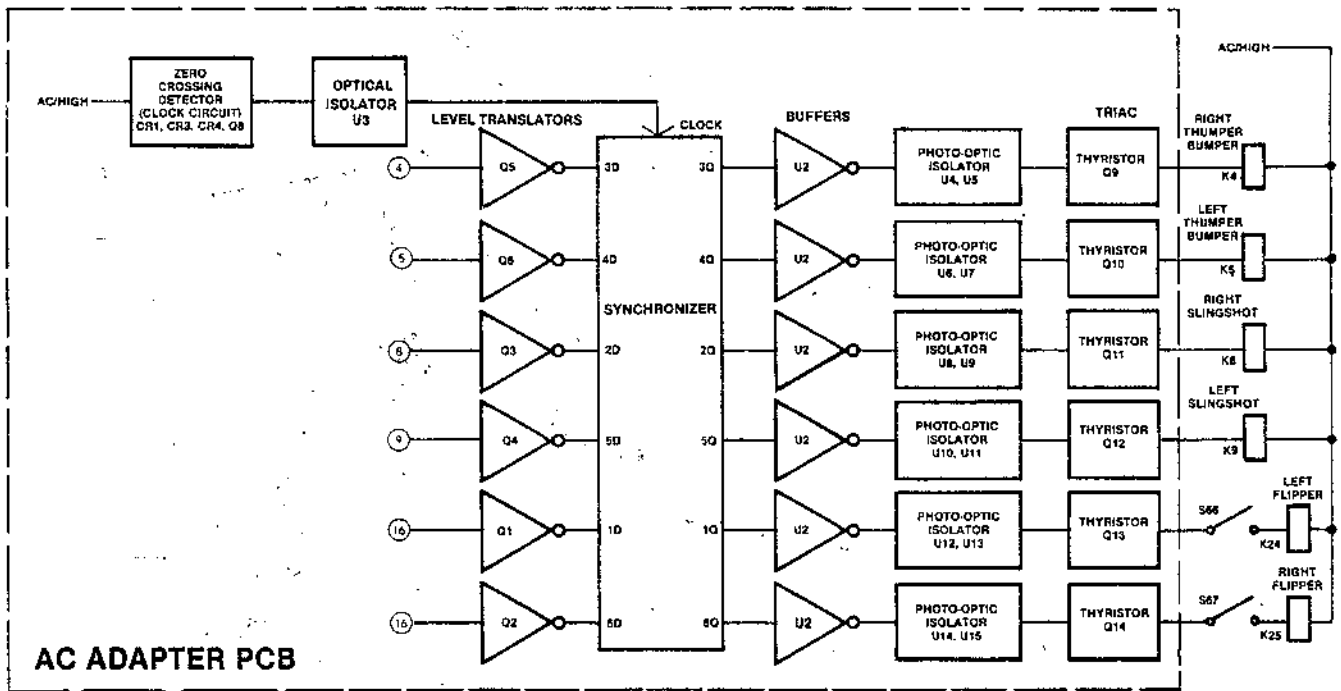 AC/HIGH
ZERO
CROSSING
DETECTOR
(CLOCK CIRCUIT)
CR1, CR3, CR4, Q8
OPTICAL
ISOLATOR
U3
LEVEL TRANSLATORS
CLOCK
BUFFERS
TRIAC
AC/HIGH
4
Q5
3D
3Q
U2
PHOTO-OPTIC
ISOLATOR
U4, U5
THYRISTOR
Q9
RIGHT
THUMPER
BUMPER
K4
5
Q6
4D
4Q
U2
PHOTO-OPTIC
ISOLATOR
U6, U7
THYRISTOR
Q10
LEFT
THUMPER
BUMPER
K5
SYNCHRONIZER
8
Q3
2D
2Q
U2
PHOTO-OPTIC
ISOLATOR
U8, U9
THYRISTOR
Q11
RIGHT
SLINGSHOT
9
Q4
5D
5Q
U2
PHOTO-OPTIC
ISOLATOR
U10, U11
THYRISTOR
Q12
LEFT
SLINGSHOT
K9
16
Q1
1D
1Q
U2
PHOTO-OPTIC
ISOLATOR
U12, U13
THYRISTOR
Q13
S66
LEFT
FLIPPER
K24
16
Q2
6D
6Q
U2
PHOTO-OPTIC
ISOLATOR
U14, U15
THYRISTOR
Q14
S67
RIGHT
FLIPPER
K25
AC ADAPTER PCB